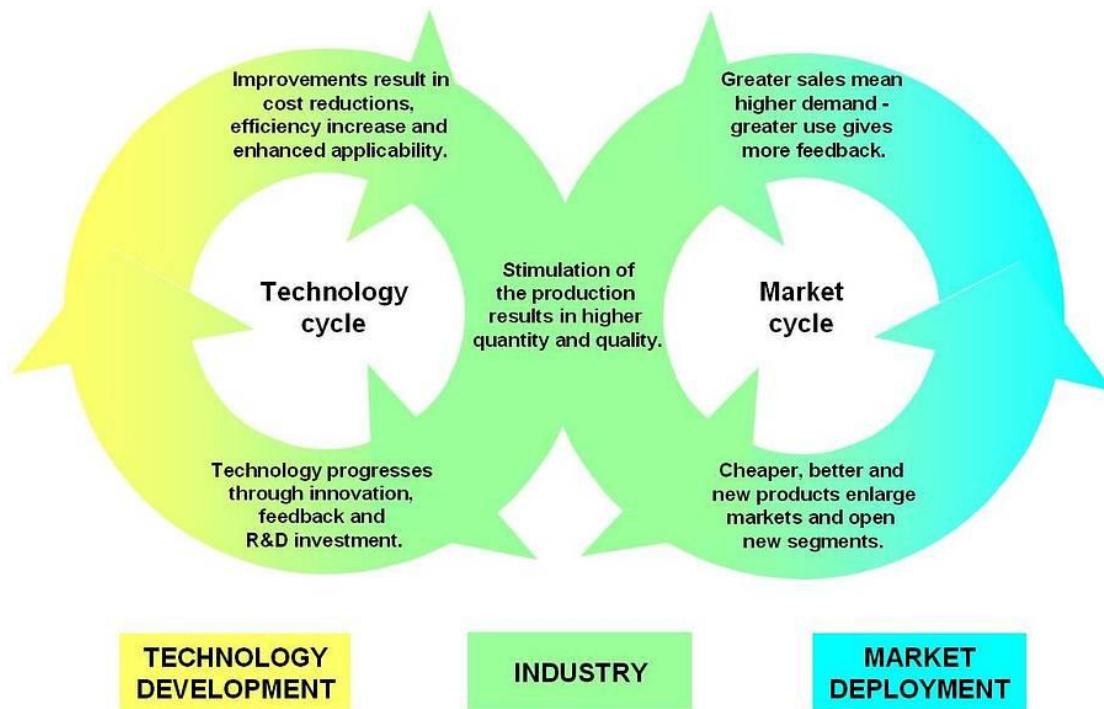 Improvements result in
cost reductions,
efficiency increase and
enhanced applicability.
Greater sales mean
higher demand -
greater use gives
more feedback.
Technology
cycle
Stimulation of
the production
results in higher
quantity and quality.
Market
cycle
Technology progresses
through innovation,
feedback and
R&D investment.
Cheaper, better and
new products enlarge
markets and open
new segments.
TECHNOLOGY
DEVELOPMENT
INDUSTRY
MARKET
DEPLOYMENT